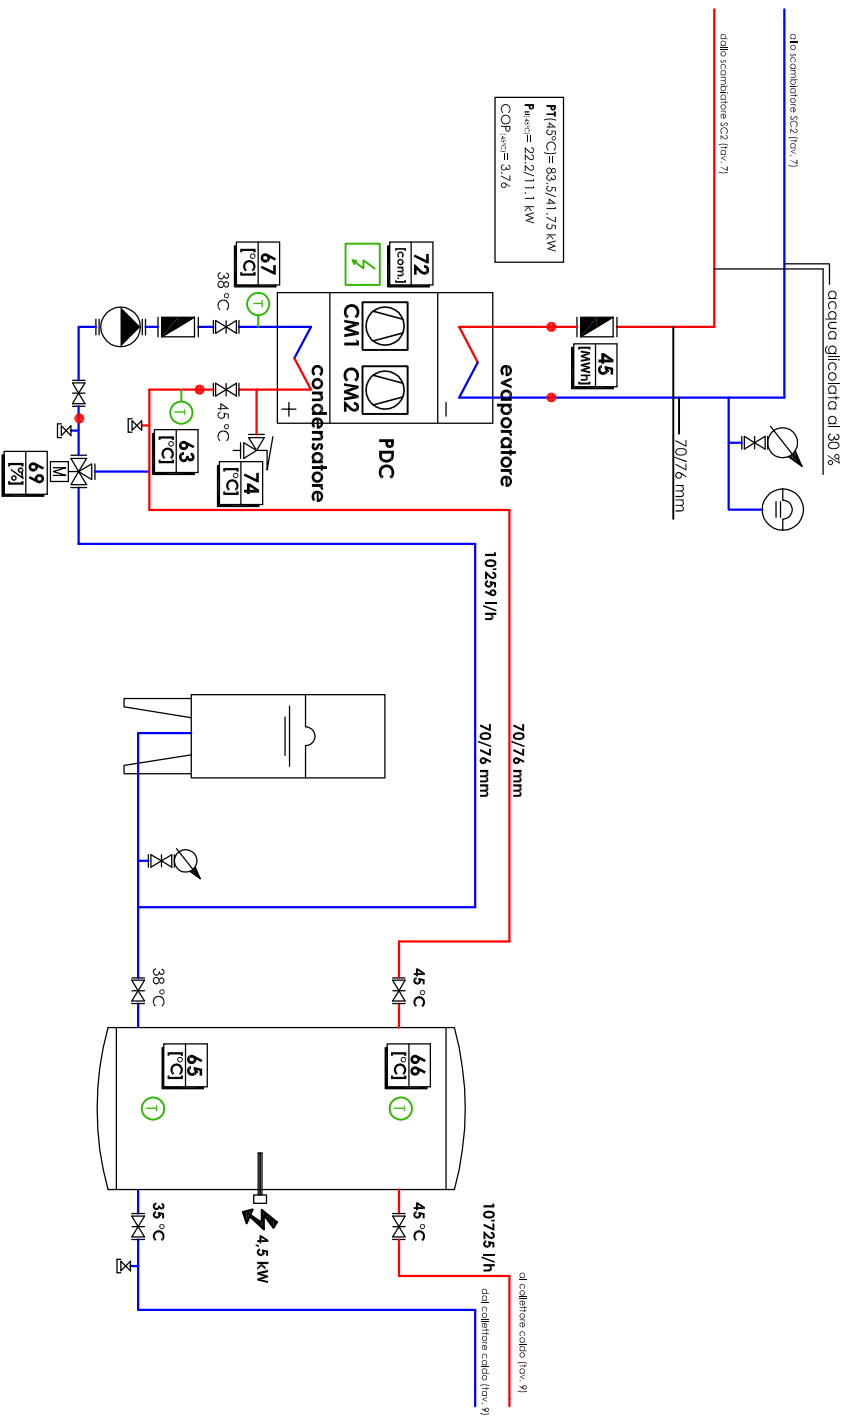 allo scambiatore SC2 (tav. 7)
dallo scambiatore SC2 (tav. 7)
acqua glicolata al 30 %
PT(45°C)= 83.5/41.75 kW
Pel(45°C)= 22.2/11.1 kW
COP(45°C)= 3.76
45
[MWh]
70/76 mm
evaporatore
72
[com.]
CM1
CM2
PDC
+
−
condensatore
67
[°C]
38 °C
T
45 °C
74
[°C]
63
[°C]
T
69
[%]
M
10'259 l/h
70/76 mm
70/76 mm
45 °C
38 °C
66
[°C]
T
65
[°C]
T
45 °C
35 °C
4,5 kW
10'725 l/h
al collettore caldo (tav. 9)
dal collettore caldo (tav. 9)